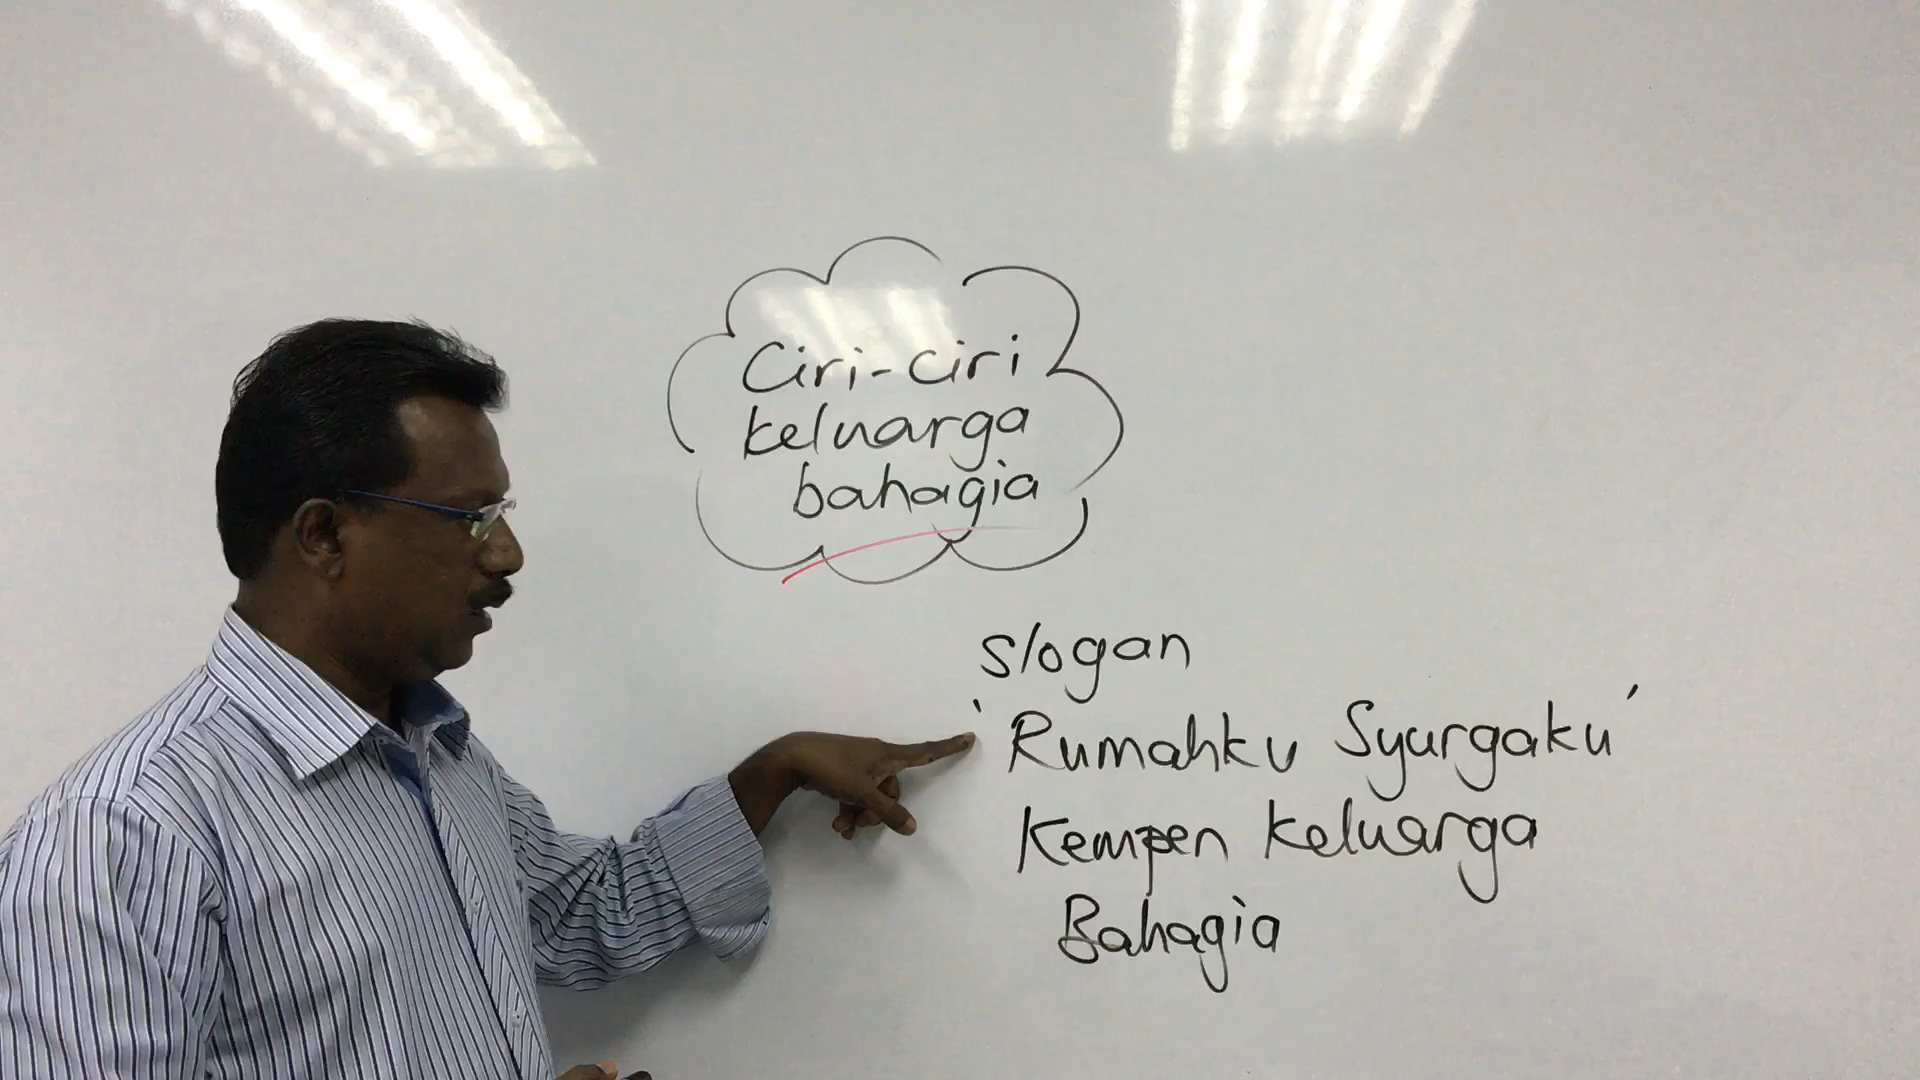 Ciri-Ciri
keluarga
bahagia
slogan
'Rumahku Syurgaku'
Kempen Keluarga
Bahagia